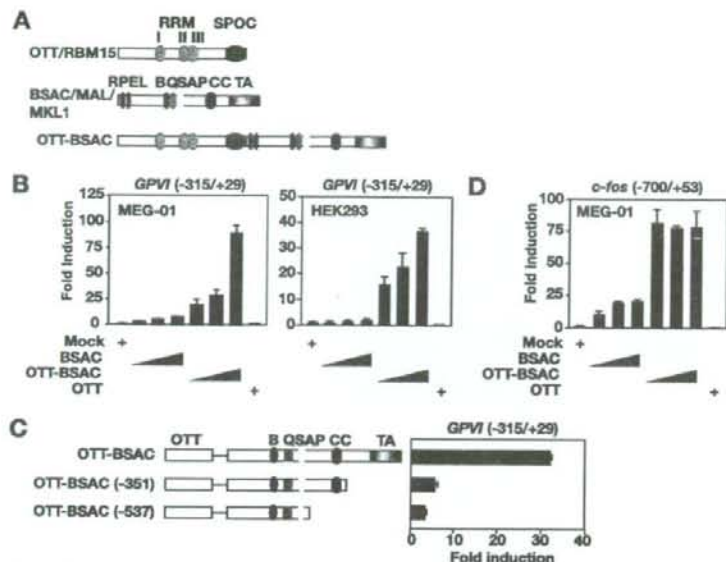 A
RRM SPOC
I II III
OTT/RBM15
RPEL B QSAP CC TA
BSAC/MAL/
MKL1
OTT-BSAC
B
GPVI (-315/+29)
MEG-01
Fold Induction
125
100
75
50
25
0
GPVI (-315/+29)
HEK293
50
40
30
20
10
0
Mock +
BSAC
OTT-BSAC
OTT +
+
+
D
c-fos (-700/+53)
MEG-01
Fold induction
100
75
50
25
0
Mock +
BSAC
OTT-BSAC
OTT +
C
OTT B QSAP CC TA
OTT-BSAC
OTT-BSAC (-351)
OTT-BSAC (-537)
GPVI (-315/+29)
0 10 20 30 40
Fold induction